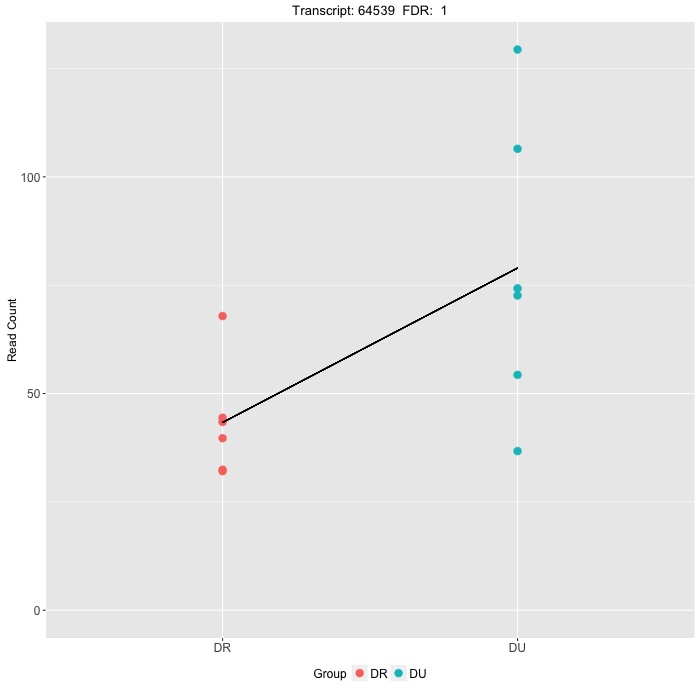 Transcript: 64539 FDR: 1
Read Count
100
50
0
DR
DU
Group DR DU